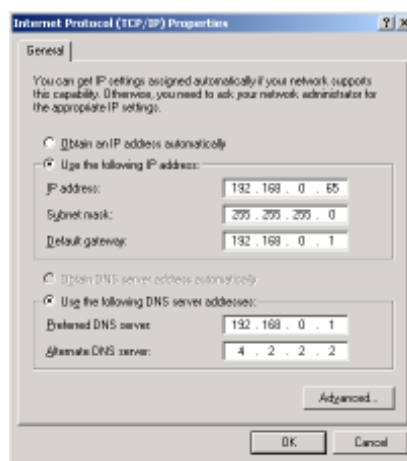 Internet Protocol (TCP/IP) Properties
General
You can get IP settings assigned automatically if your network supports
this capability. Otherwise, you need to ask your network administrator for
the appropriate IP settings.
Obtain an IP address automatically
Use the following IP address:
IP address: 192 . 168 . 0 . 65
Subnet mask: 255 . 255 . 255 . 0
Default gateway: 192 . 168 . 0 . 1
Obtain DNS server address automatically
Use the following DNS server addresses:
Preferred DNS server: 192 . 168 . 0 . 1
Alternate DNS server: 4 . 2 . 2 . 2
Advanced...
OK Cancel